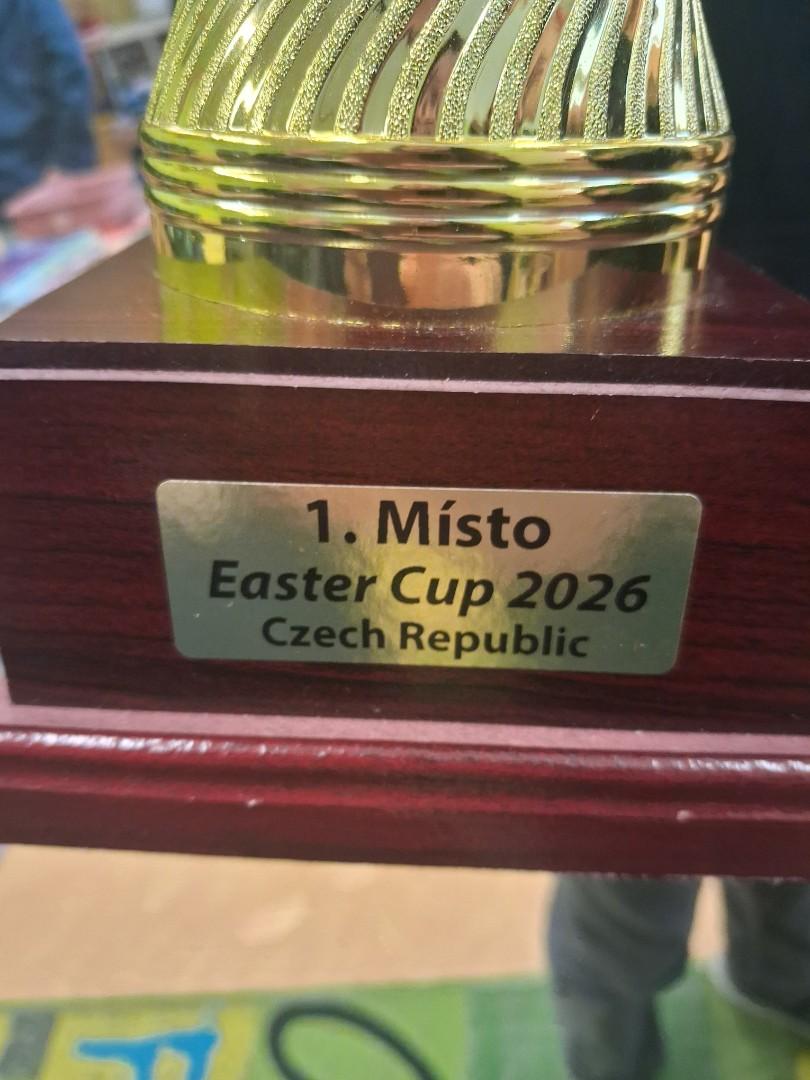 1. Místo
Easter Cup 2026
Czech Republic